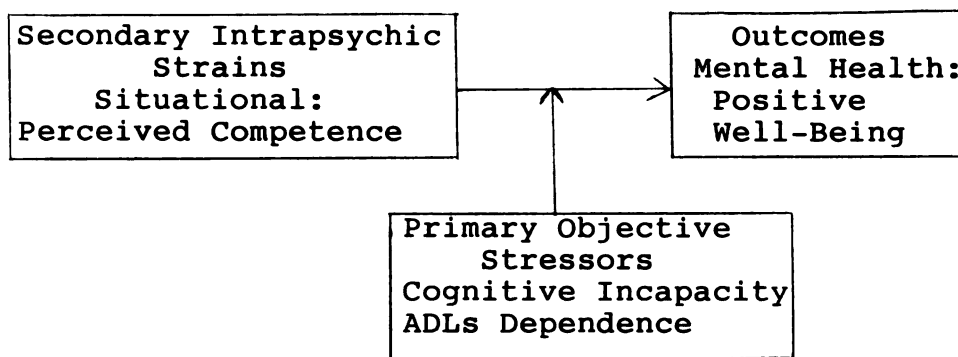 Secondary Intrapsychic
Strains
Situational:
Perceived Competence
Outcomes
Mental Health:
Positive
Well-Being
Primary Objective
Stressors
Cognitive Incapacity
ADLs Dependence